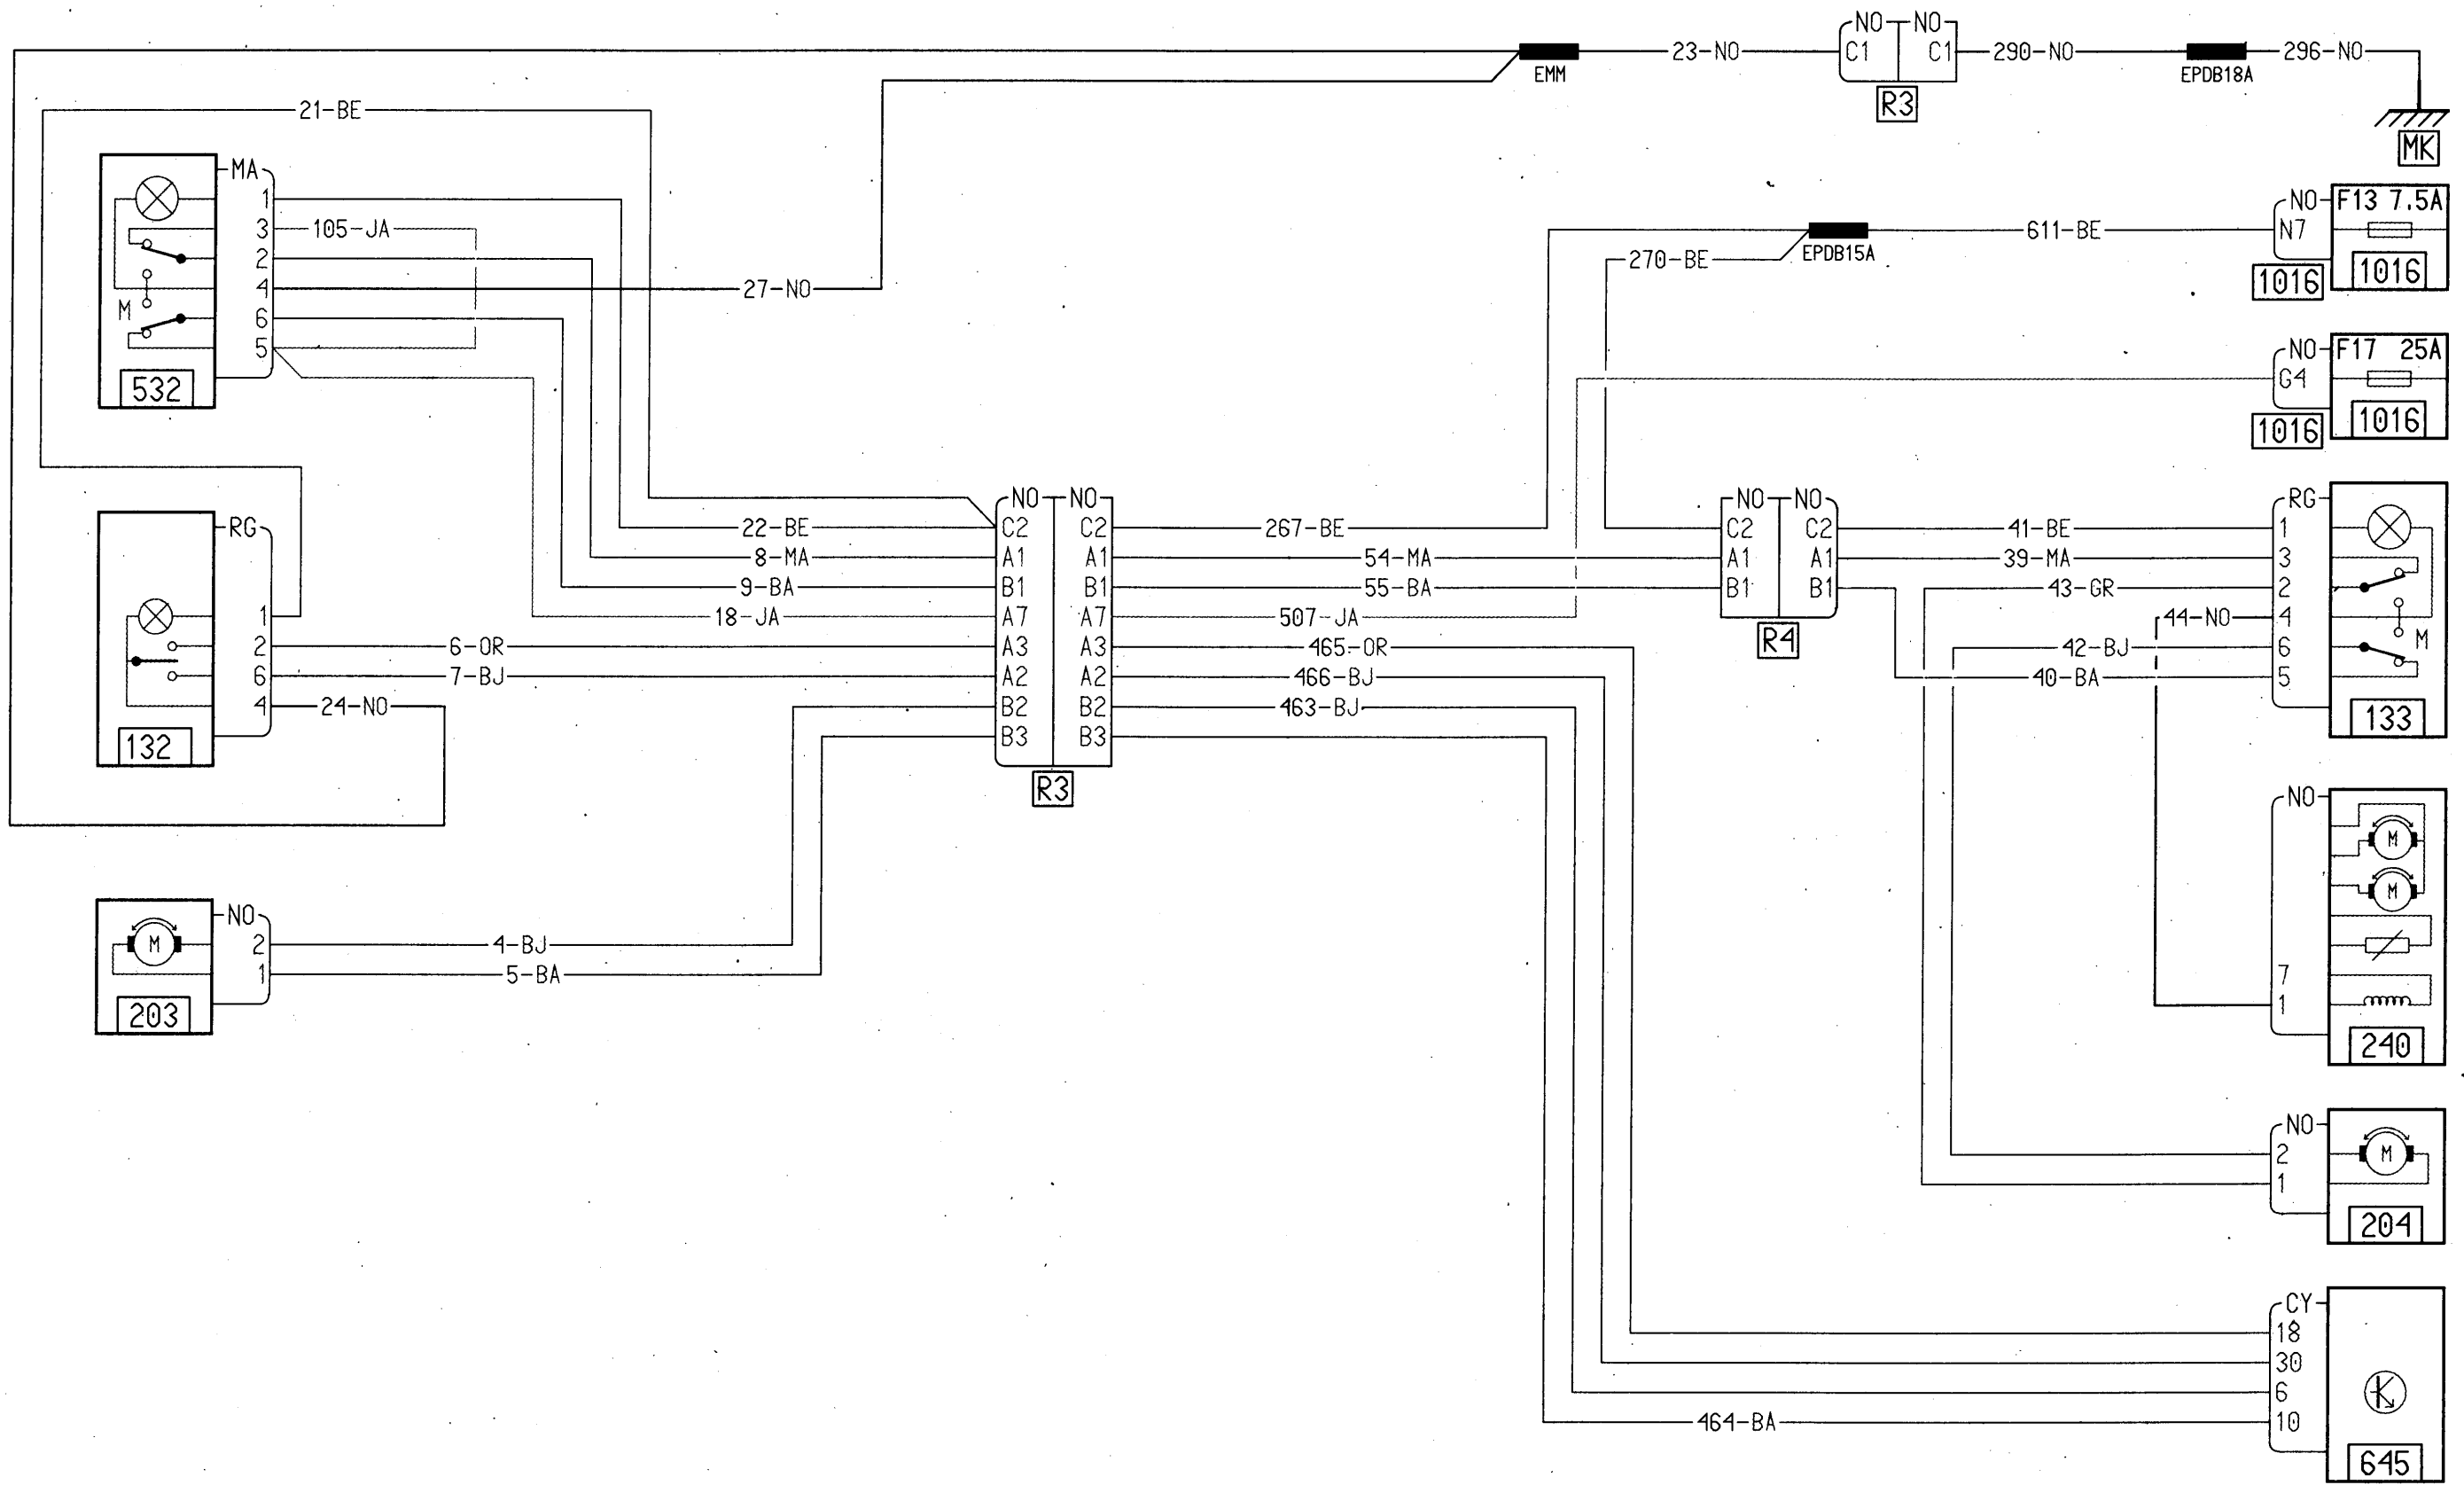 NO NO
23-NO C1 C1 290-NO 296-NO
EMM EPDB18A
R3
MK
21-BE
MA
1
3 105-JA
2
4 27-NO
6
5
M
532
NO F13 7.5A
611-BE N7
270-BE EPDB15A
1016 1016
NO F17 25A
G4
1016 1016
RG
1
2 6-OR
6 7-BJ
4 24-NO
132
NO NO
22-BE C2 C2 267-BE
8-MA A1 A1 54-MA
9-BA B1 B1 55-BA
18-JA A7 A7 507-JA
A3 A3 465-OR
A2 A2 466-BJ
B2 B2 463-BJ
B3 B3
R3
NO NO
C2 C2 41-BE
A1 A1 39-MA
B1 B1 43-GR
R4
44-NO
42-BJ
40-BA
RG
1
3
2
4
6
5
M
133
NO
M
2 4-BJ
1 5-BA
203
NO
M
M
7
1
240
NO
2
M
1
204
CY
18
30
6
464-BA 10
645